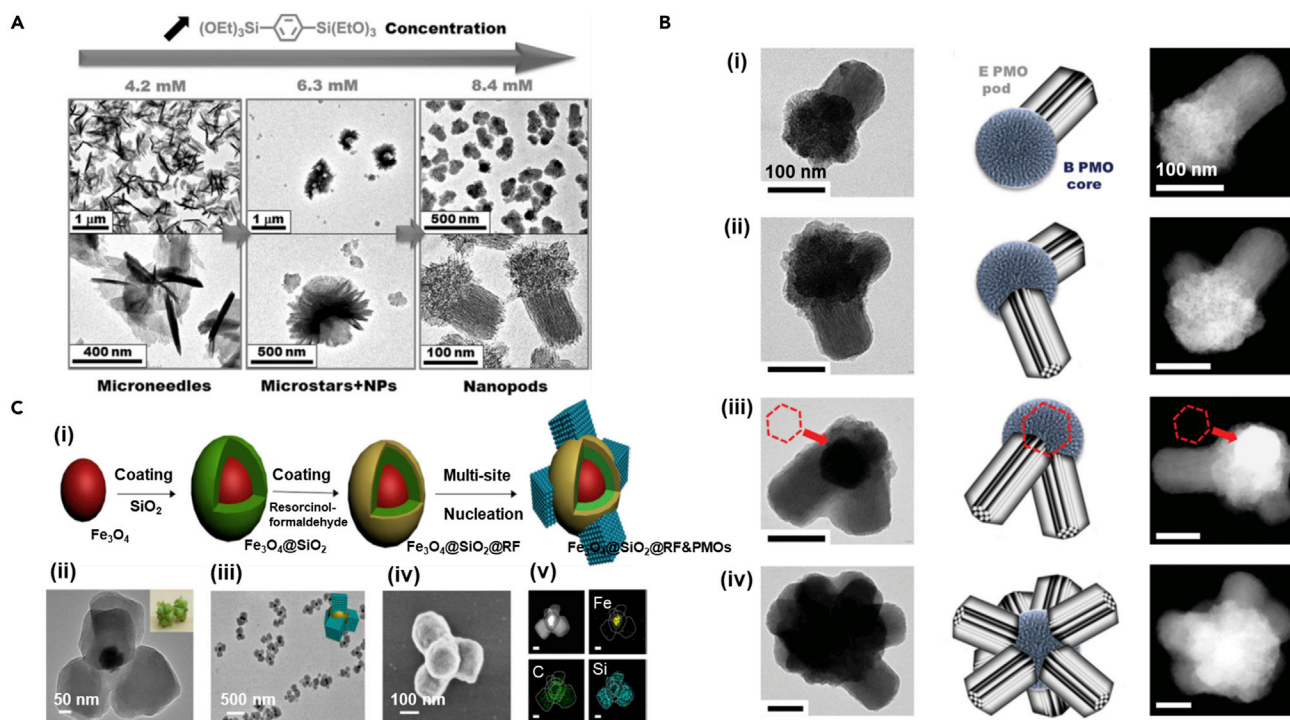 A
(OEt)₃Si Si(EtO)₃ Concentration
4.2 mM 6.3 mM 8.4 mM
1 μm 1 μm 500 nm
400 nm 500 nm 100 nm
Microneedles Microstars+NPs Nanopods
B
(i)
100 nm
E PMO
pod
B PMO
core
100 nm
(ii)
(iii)
(iv)
C
(i)
Fe₃O₄
Coating
SiO₂
Fe₃O₄@SiO₂
Coating
Resorcinol-
formaldehyde
Fe₃O₄@SiO₂@RF
Multi-site
Nucleation
Fe₃O₄@SiO₂@RF&PMOs
(ii) (iii) (iv) (v)
50 nm
500 nm
100 nm
Fe
C Si